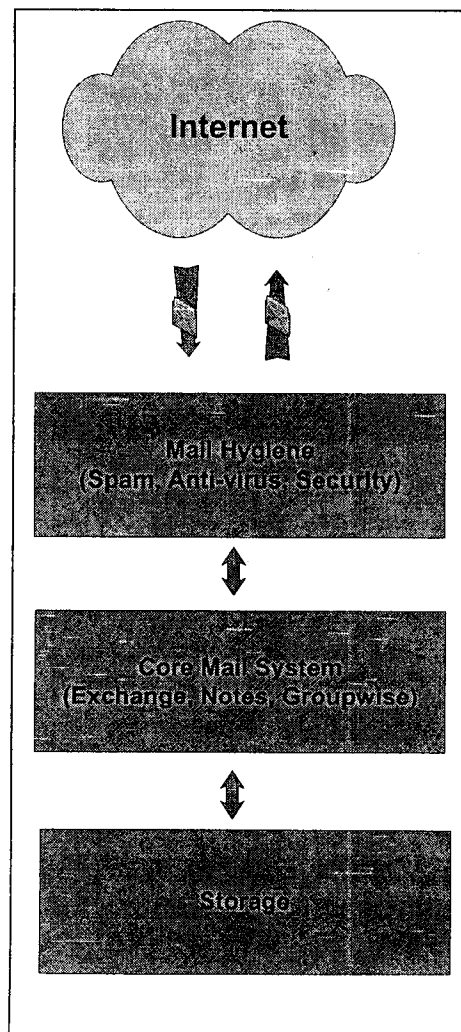 Internet
Mail Hygiene
(Spam, Anti-virus, Security)
Core Mail System
(Exchange, Notes, Groupwise)
Storage